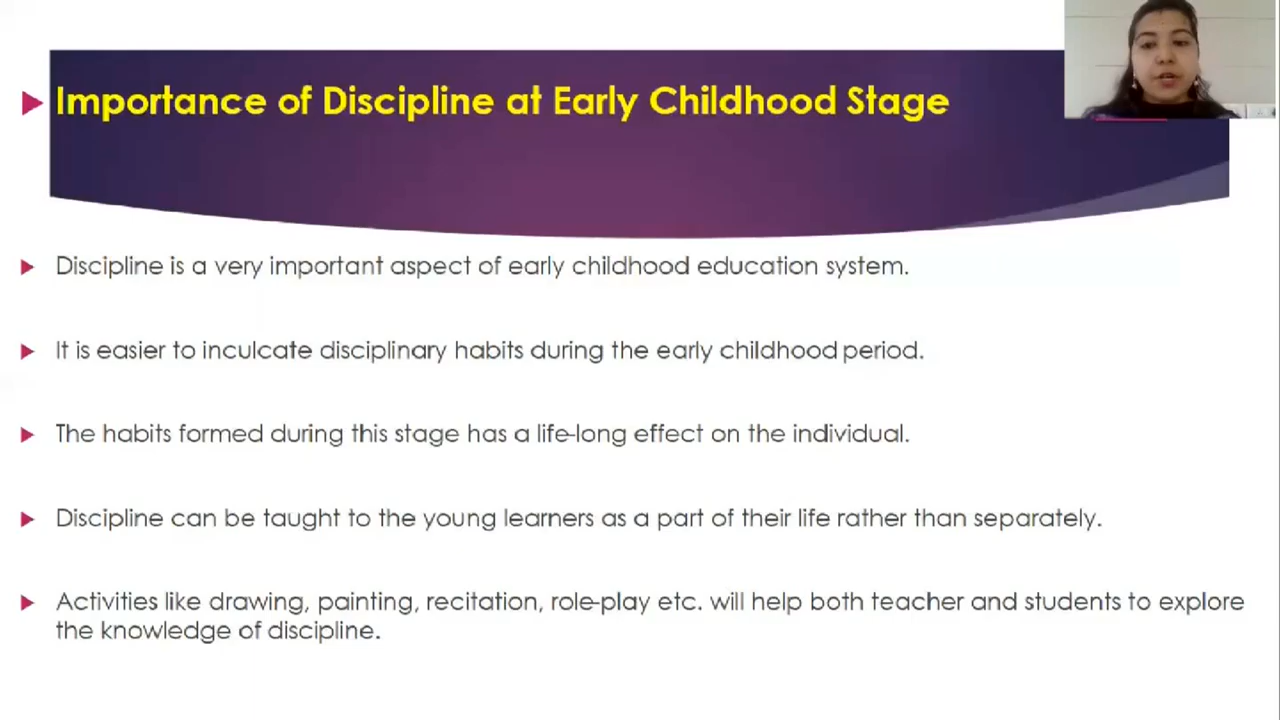 Importance of Discipline at Early Childhood Stage
Discipline is a very important aspect of early childhood education system.
It is easier to inculcate disciplinary habits during the early childhood period.
The habits formed during this stage has a life-long effect on the individual.
Discipline can be taught to the young learners as a part of their life rather than separately.
Activities like drawing, painting, recitation, role-play etc. will help both teacher and students to explore
the knowledge of discipline.